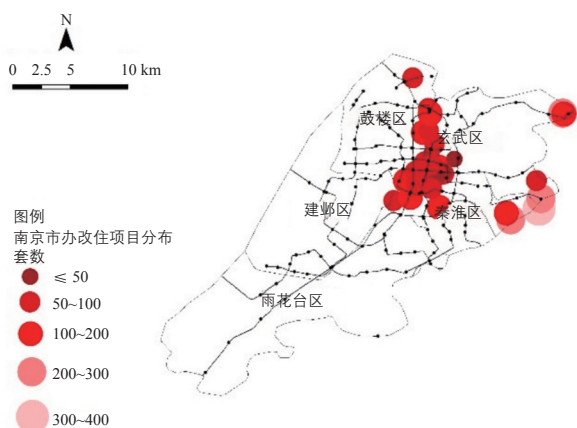 N
0 2.5 5 10 km
鼓楼区
玄武区
建邺区
秦淮区
雨花台区
图例
南京市办改住项目分布
套数
≤ 50
50~100
100~200
200~300
300~400